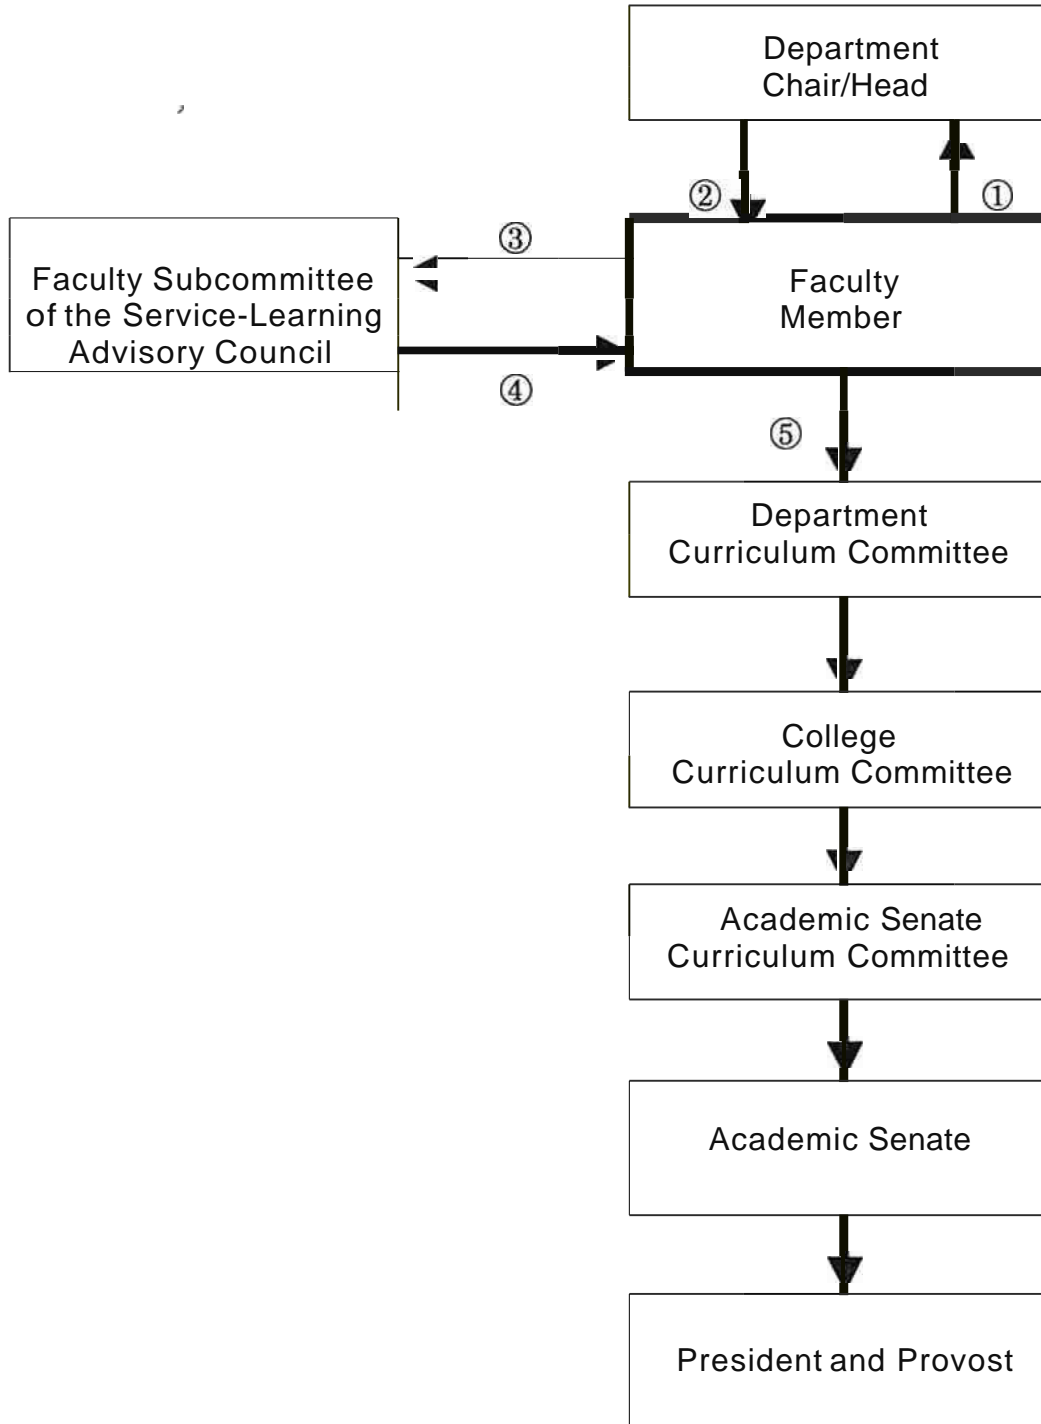 Department
Chair/Head
②
①
③
Faculty Subcommittee
of the Service-Learning
Advisory Council
Faculty
Member
④
⑤
Department
Curriculum Committee
College
Curriculum Committee
Academic Senate
Curriculum Committee
Academic Senate
President and Provost